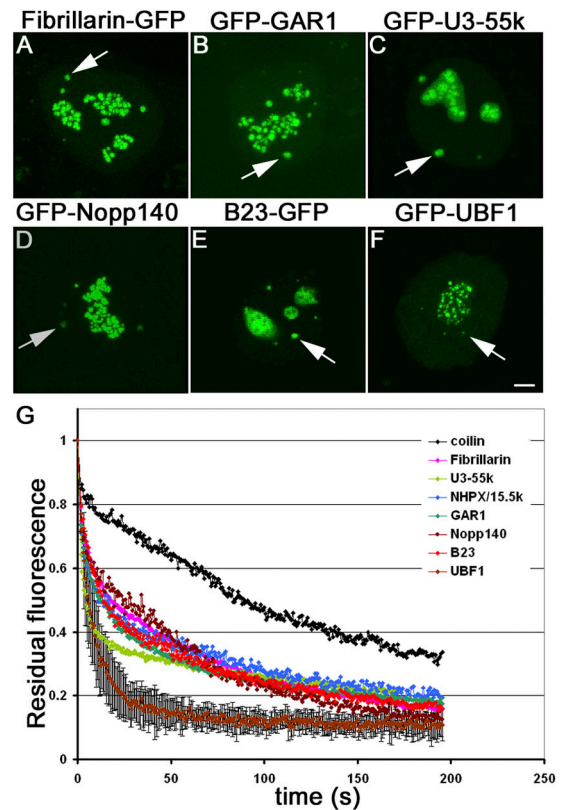 Fibrillarin-GFP GFP-GAR1 GFP-U3-55k
A B C
GFP-Nopp140 B23-GFP GFP-UBF1
D E F
G
Residual fluorescence
1
0.8
0.6
0.4
0.2
0
coilin
Fibrillarin
U3-55k
NHPX/15.5k
GAR1
Nopp140
B23
UBF1
0 50 100 150 200 250
time (s)